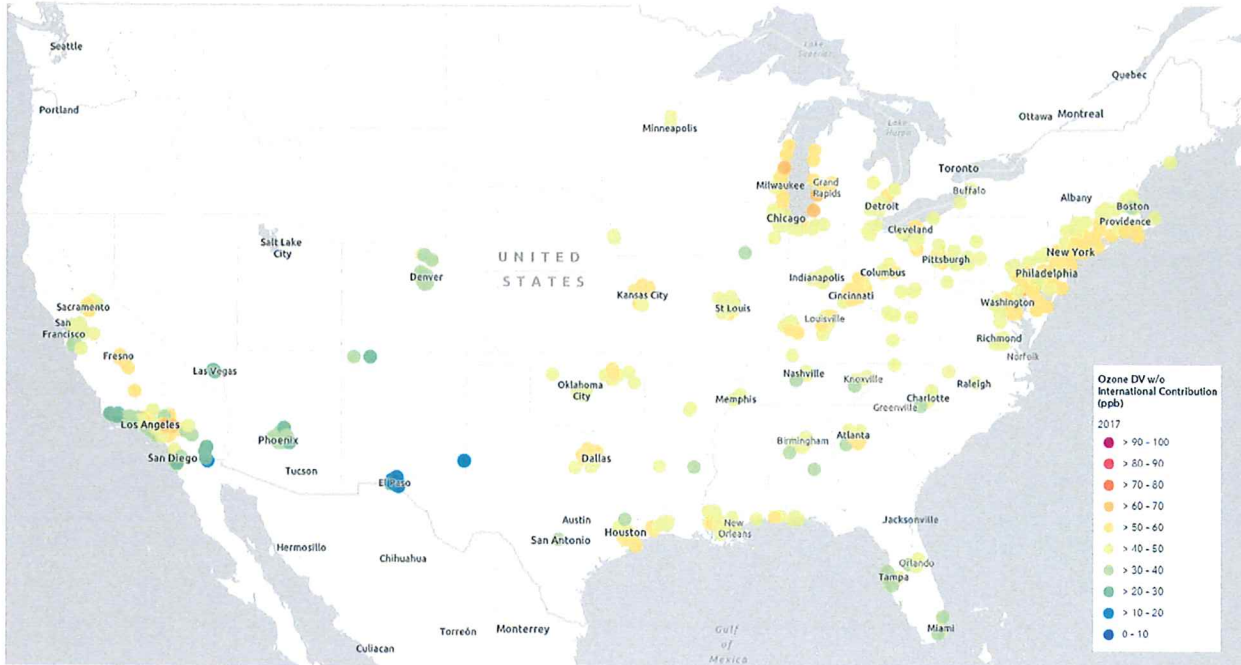 Seattle
Portland
Quebec
Ottawa
Montreal
Lake
Superior
Minneapolis
Lake
Huron
Toronto
Milwaukee
Grand
Rapids
Buffalo
Albany
Detroit
Boston
Chicago
Cleveland
Providence
Salt Lake
City
UNITED
STATES
New York
Pittsburgh
Denver
Indianapolis
Columbus
Philadelphia
Kansas City
Cincinnati
Sacramento
St Louis
Washington
San
Francisco
Louisville
Richmond
Norfolk
Fresno
Las Vegas
Nashville
Knoxville
Raleigh
Oklahoma
City
Memphis
Charlotte
Greenville
Los Angeles
Phoenix
Birmingham
Atlanta
San Diego
Tucson
Dallas
El Paso
Austin
Houston
New
Orleans
Jacksonville
San Antonio
Hermosillo
Chihuahua
Orlando
Tampa
Miami
Torreón
Monterrey
Gulf
of
Mexico
Culiacan
Ozone DV w/o
International Contribution
(ppb)
2017
> 90 - 100
> 80 - 90
> 70 - 80
> 60 - 70
> 50 - 60
> 40 - 50
> 30 - 40
> 20 - 30
> 10 - 20
0 - 10